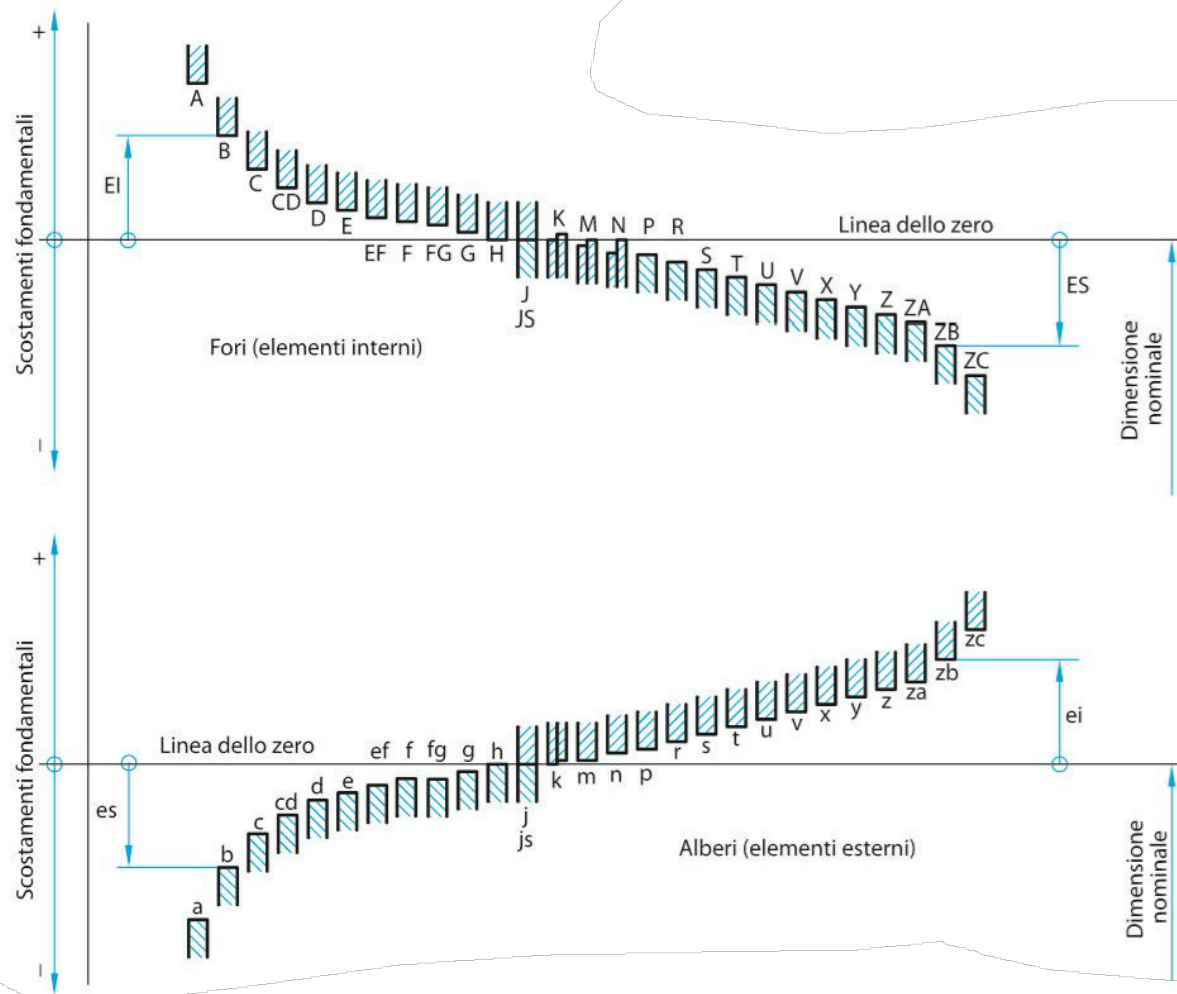 +
Scostamenti fondamentali
–
EI
A
B
C
CD
D
E
EF
F
FG
G
H
J
JS
K
M
N
P
R
S
T
U
V
X
Y
Z
ZA
ZB
ZC
Linea dello zero
ES
Fori (elementi interni)
Dimensione
nominale
+
Scostamenti fondamentali
–
Linea dello zero
es
a
b
c
cd
d
e
ef
f
fg
g
h
j
js
k
m
n
p
r
s
t
u
v
x
y
z
za
zb
zc
ei
Alberi (elementi esterni)
Dimensione
nominale